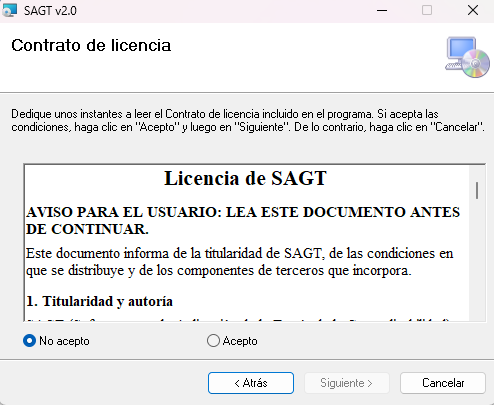 SAGT v2.0
Contrato de licencia
Dedique unos instantes a leer el Contrato de licencia incluido en el programa. Si acepta las
condiciones, haga clic en "Acepto" y luego en "Siguiente". De lo contrario, haga clic en "Cancelar".
Licencia de SAGT
AVISO PARA EL USUARIO: LEA ESTE DOCUMENTO ANTES
DE CONTINUAR.
Este documento informa de la titularidad de SAGT, de las condiciones en
que se distribuye y de los componentes de terceros que incorpora.
1. Titularidad y autoría
No acepto
Acepto
< Atrás
Siguiente >
Cancelar